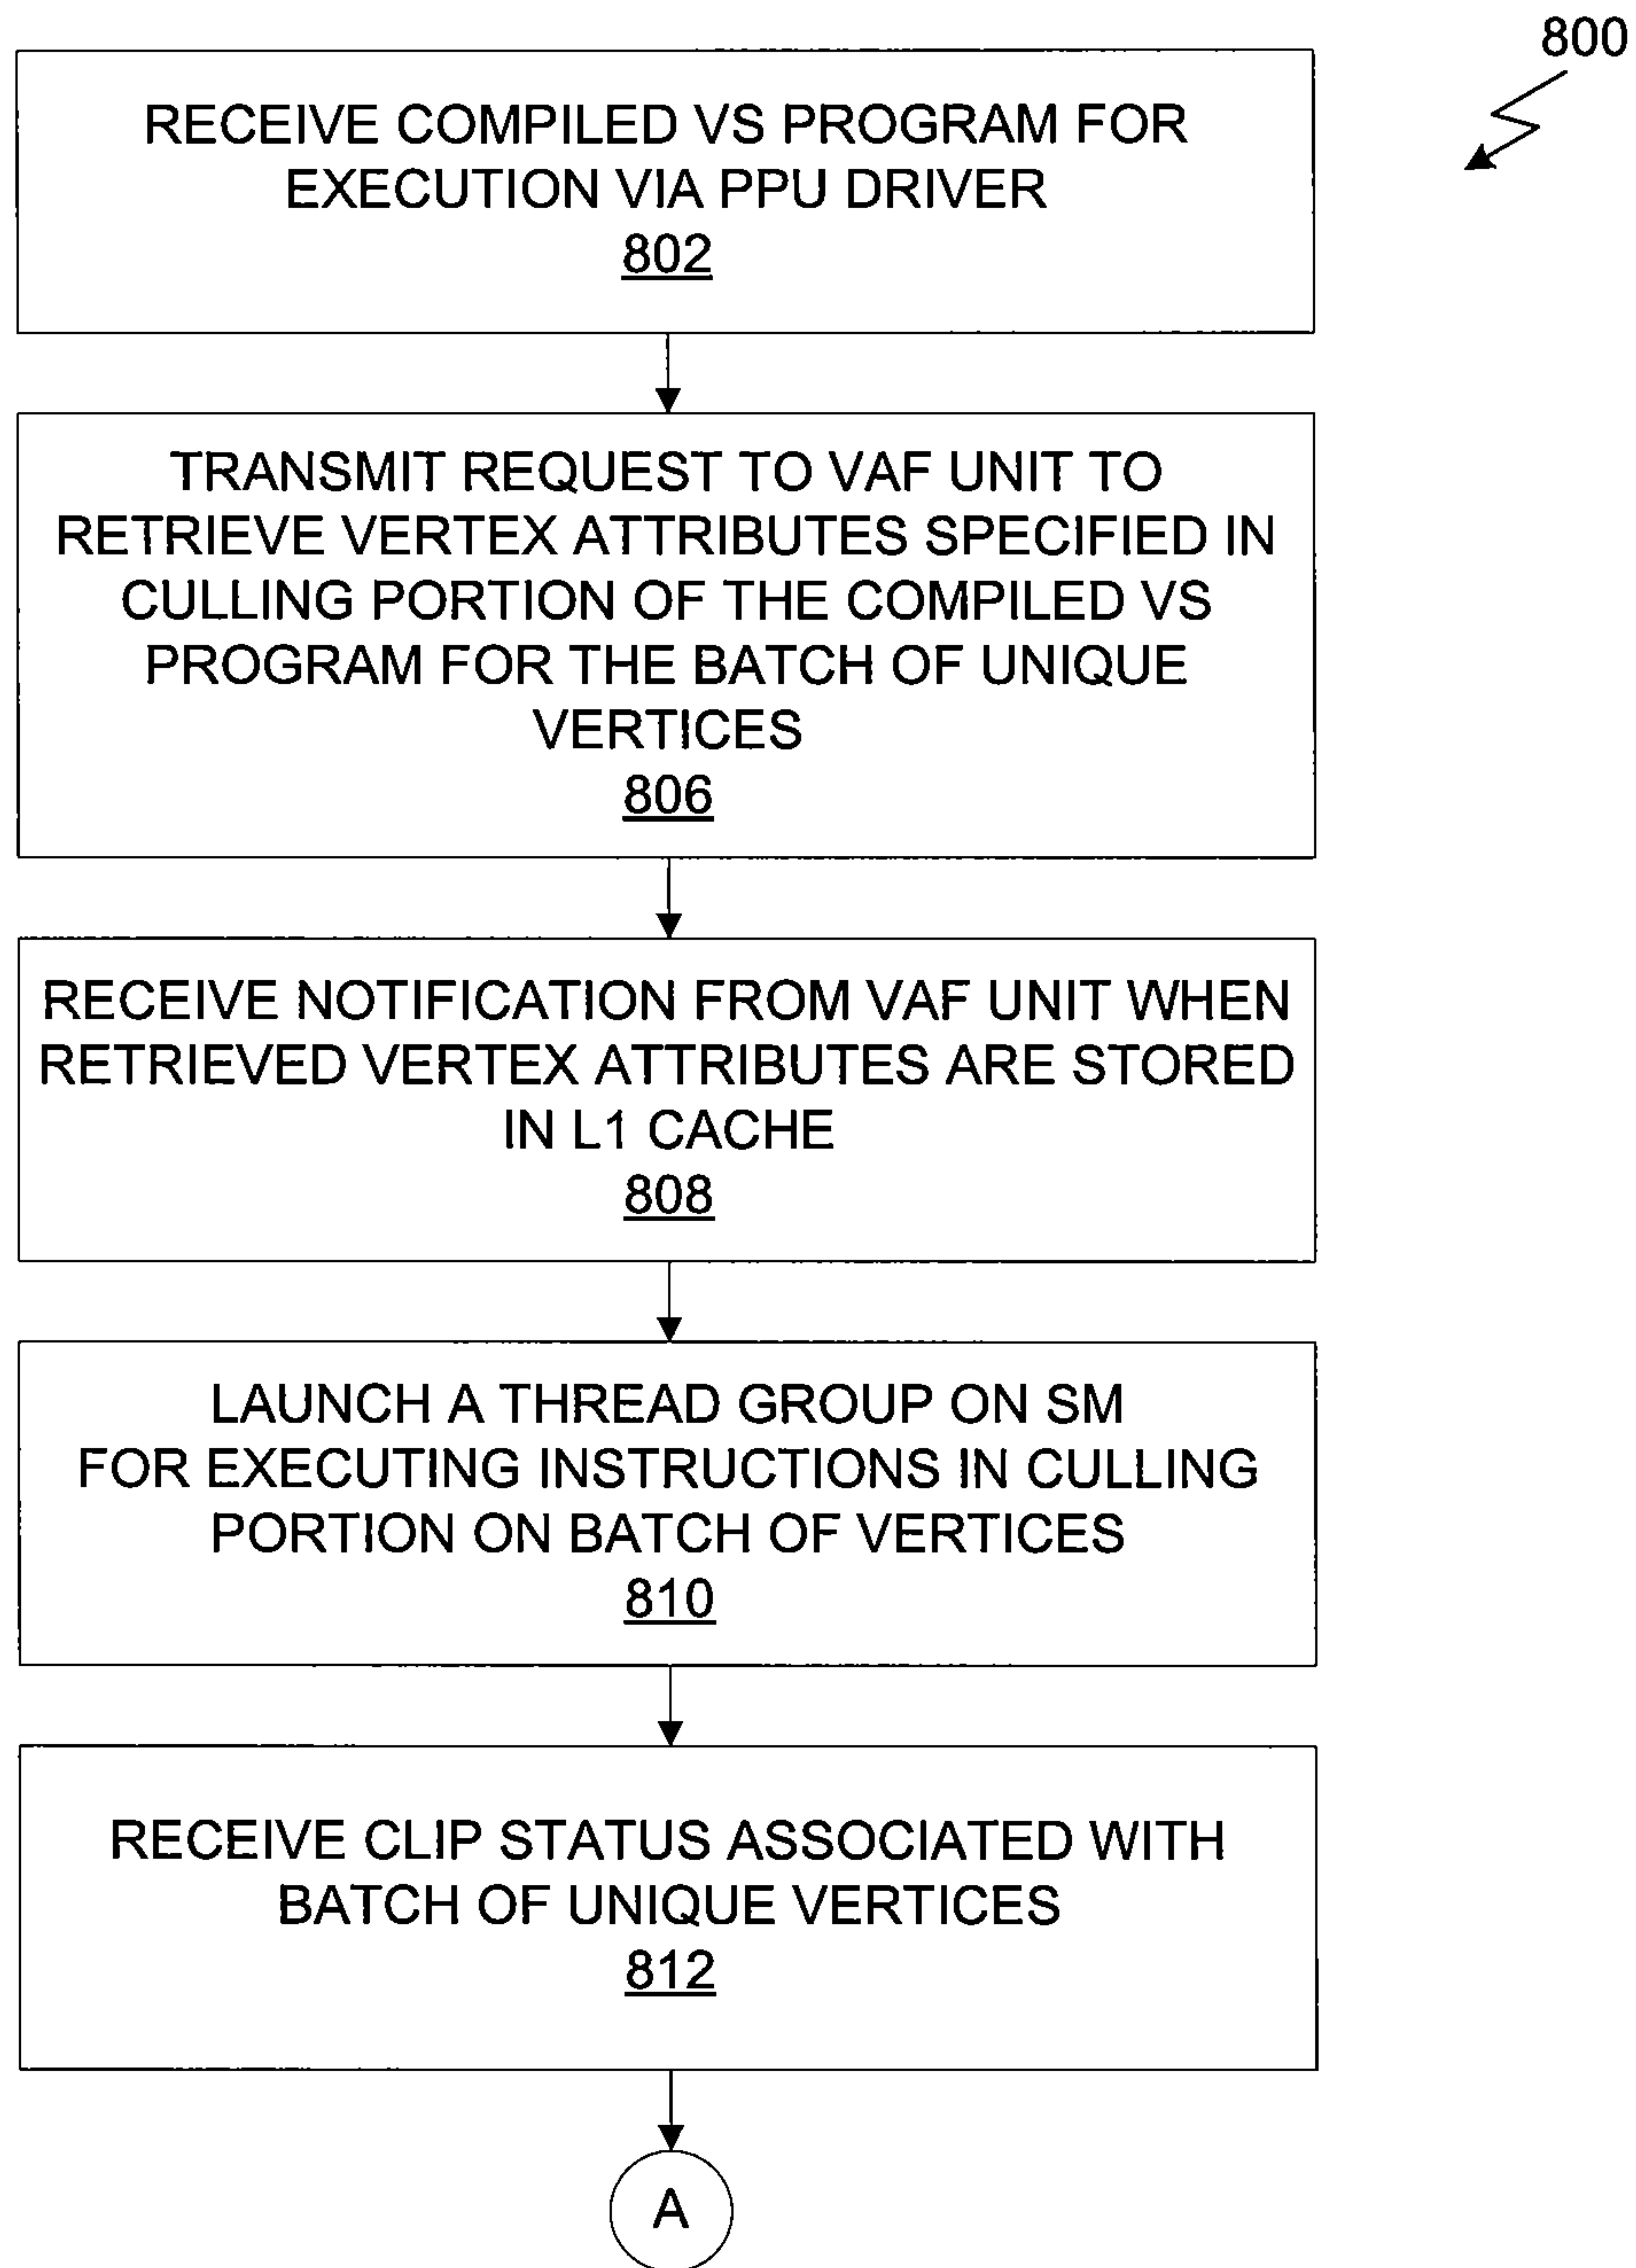 800
RECEIVE COMPILED VS PROGRAM FOR
EXECUTION VIA PPU DRIVER
802
TRANSMIT REQUEST TO VAF UNIT TO
RETRIEVE VERTEX ATTRIBUTES SPECIFIED IN
CULLING PORTION OF THE COMPILED VS
PROGRAM FOR THE BATCH OF UNIQUE
VERTICES
806
RECEIVE NOTIFICATION FROM VAF UNIT WHEN
RETRIEVED VERTEX ATTRIBUTES ARE STORED
IN L1 CACHE
808
LAUNCH A THREAD GROUP ON SM
FOR EXECUTING INSTRUCTIONS IN CULLING
PORTION ON BATCH OF VERTICES
810
RECEIVE CLIP STATUS ASSOCIATED WITH
BATCH OF UNIQUE VERTICES
812
A